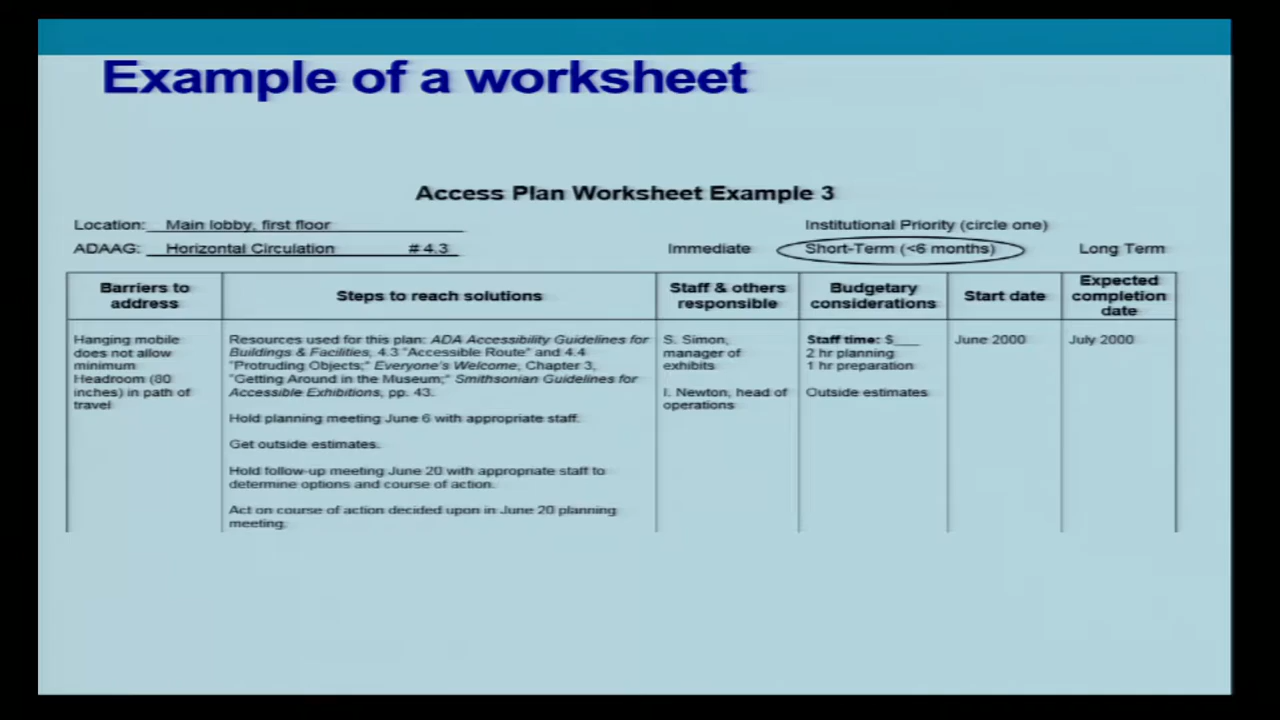 Example of a worksheet
Access Plan Worksheet Example 3
Location: Main lobby, first floor
Institutional Priority (circle one)
ADAAG: Horizontal Circulation # 4.3
Immediate Short-Term (<6 months) Long Term
Barriers to
address
Steps to reach solutions
Staff & others
responsible
Budgetary
considerations
Start date
Expected
completion
date
Hanging mobile
does not allow
minimum
Headroom (80
inches) in path of
travel
Resources used for this plan: ADA Accessibility Guidelines for
Buildings & Facilities, 4.3 "Accessible Route" and 4.4
"Protruding Objects;" Everyone's Welcome, Chapter 3,
"Getting Around in the Museum;" Smithsonian Guidelines for
Accessible Exhibitions, pp. 43.
Hold planning meeting June 6 with appropriate staff.
Get outside estimates.
Hold follow-up meeting June 20 with appropriate staff to
determine options and course of action.
Act on course of action decided upon in June 20 planning
meeting.
S. Simon,
manager of
exhibits
I. Newton, head of
operations
Staff time: $___
2 hr planning
1 hr preparation
Outside estimates
June 2000
July 2000